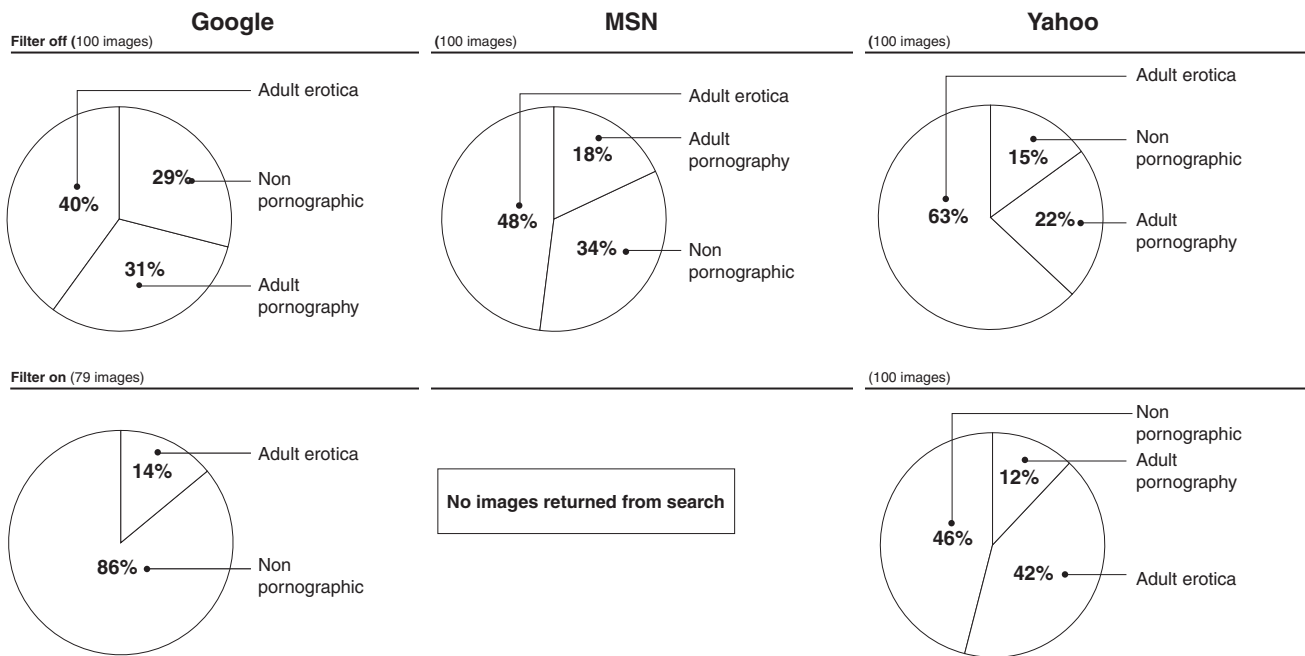 Google
MSN
Yahoo
Filter off (100 images)
(100 images)
(100 images)
Adult erotica
29%
Non
pornographic
40%
31%
Adult
pornography
Adult erotica
18%
Adult
pornography
48%
34%
Non
pornographic
Adult erotica
15%
Non
pornographic
63%
22%
Adult
pornography
Filter on (79 images)
(100 images)
Adult erotica
14%
86%
Non
pornographic
No images returned from search
Non
pornographic
12%
Adult
pornography
46%
42%
Adult erotica